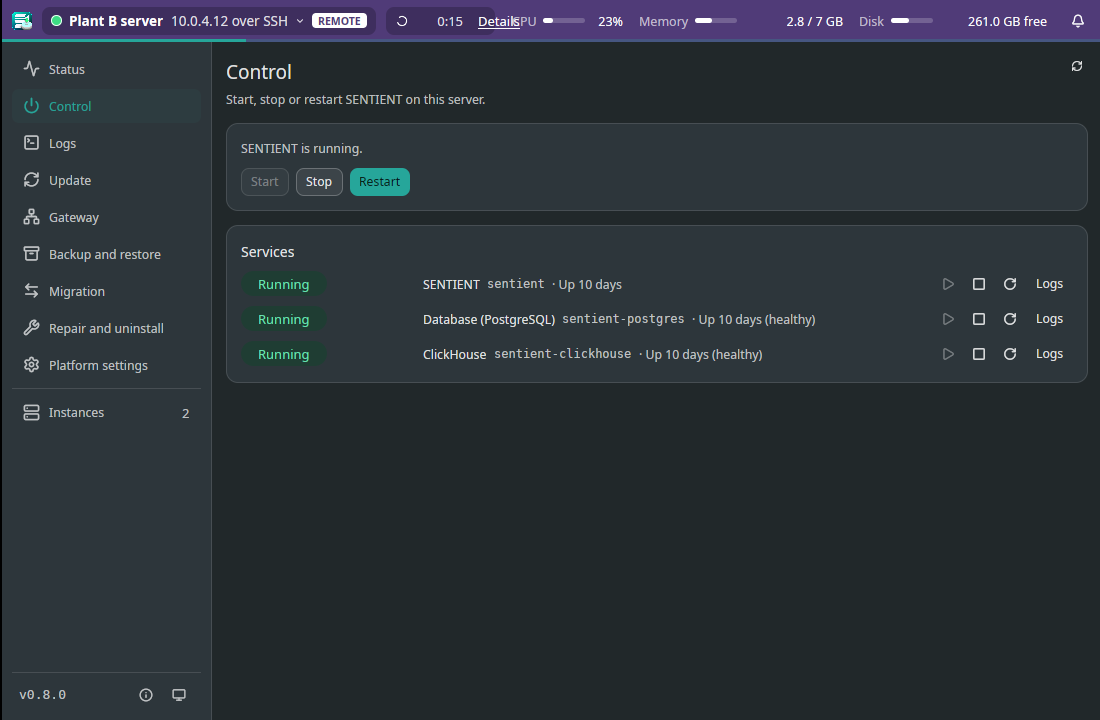 Plant B server 10.0.4.12 over SSH REMOTE 0:15 Details CPU 23% Memory 2.8 / 7 GB Disk 261.0 GB free
Status
Control
Logs
Update
Gateway
Backup and restore
Migration
Repair and uninstall
Platform settings
Instances 2
v0.8.0
Control
Start, stop or restart SENTIENT on this server.
SENTIENT is running.
Start Stop Restart
Services
Running SENTIENT sentient · Up 10 days Logs
Running Database (PostgreSQL) sentient-postgres · Up 10 days (healthy) Logs
Running ClickHouse sentient-clickhouse · Up 10 days (healthy) Logs